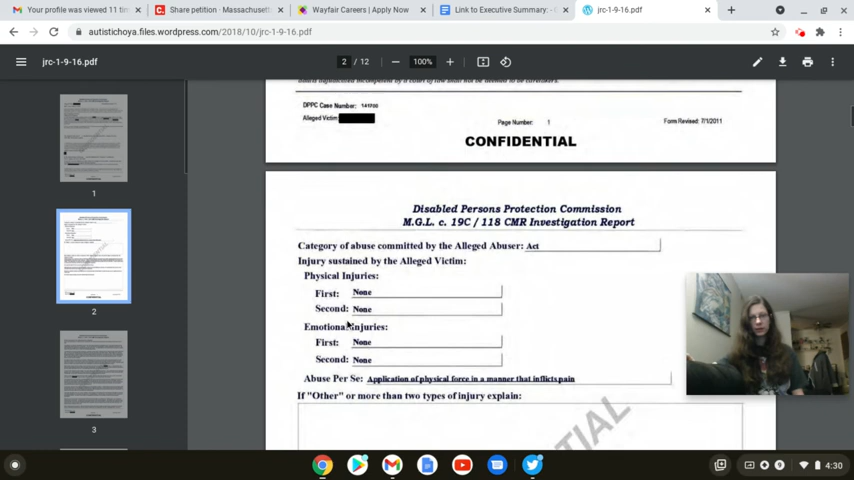 Your profile was viewed 11 tim
Share petition · Massachusett
Wayfair Careers | Apply Now
Link to Executive Summary: -
jrc-1-9-16.pdf
autistichoya.files.wordpress.com/2018/10/jrc-1-9-16.pdf
jrc-1-9-16.pdf
2 / 12
100%
1
2
3
DPPC Case Number: 141700
Alleged Victim:
Page Number: 1
Form Revised: 7/1/2011
CONFIDENTIAL
Disabled Persons Protection Commission
M.G.L. c. 19C / 118 CMR Investigation Report
Category of abuse committed by the Alleged Abuser: Act
Injury sustained by the Alleged Victim:
Physical Injuries:
First: None
Second: None
Emotional Injuries:
First: None
Second: None
Abuse Per Se: Application of physical force in a manner that inflicts pain
If "Other" or more than two types of injury explain:
ENTIAL
9
4:30